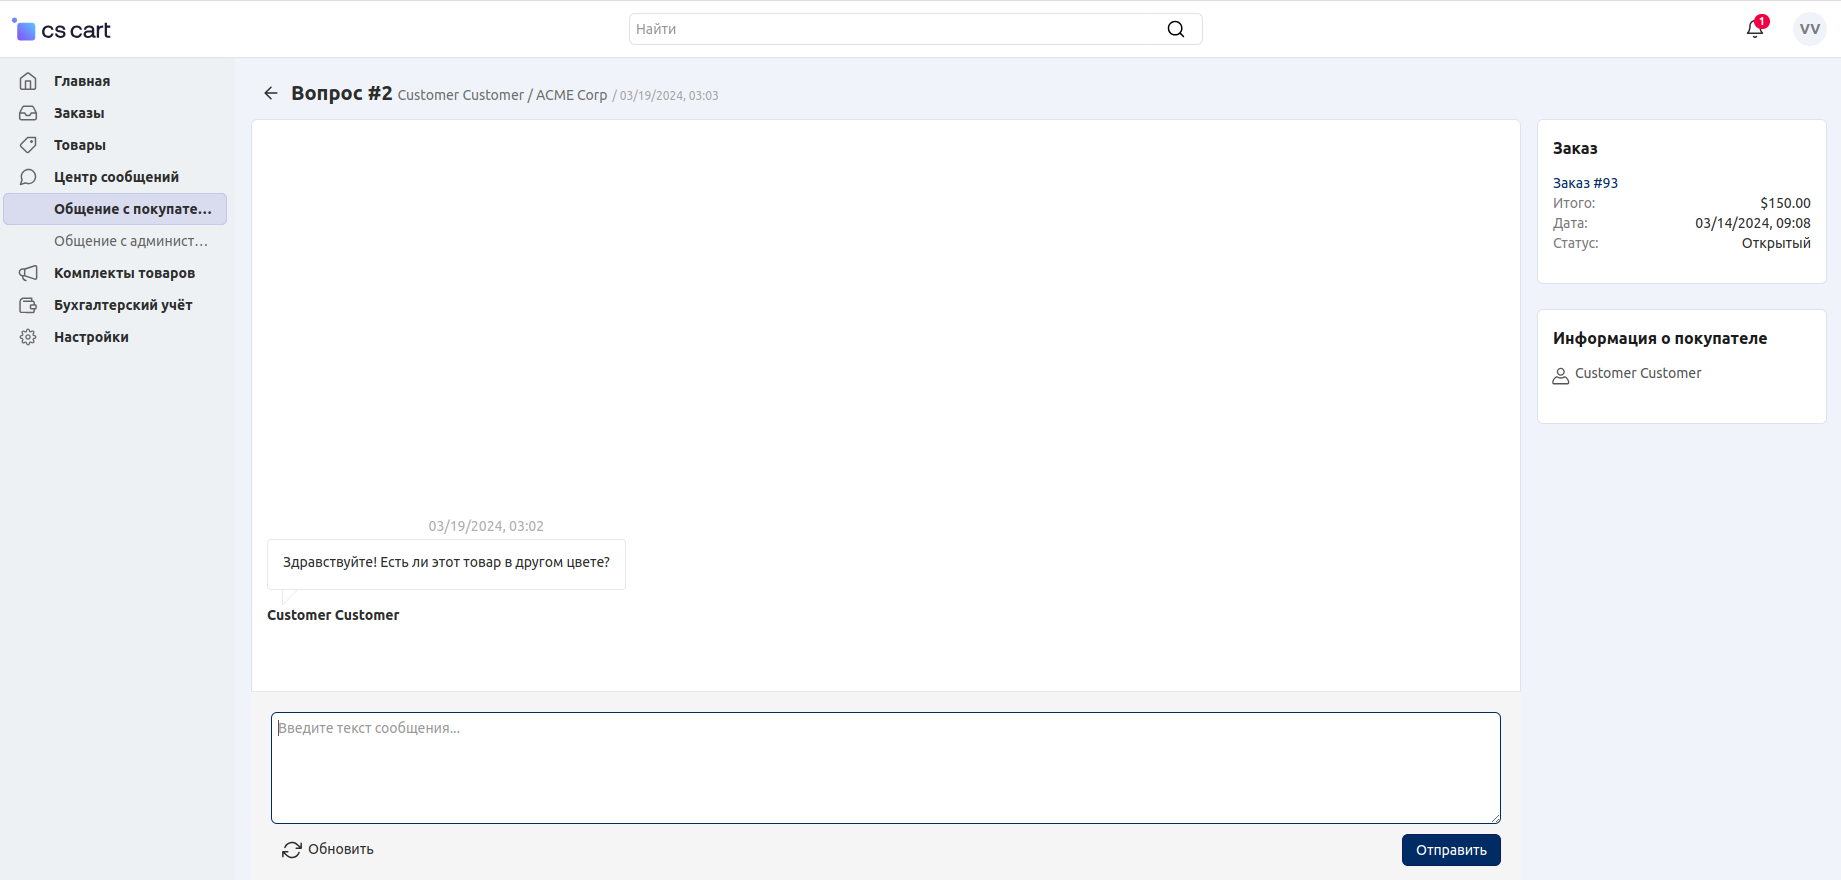 cs cart
Найти
1
VV
Главная
Заказы
Товары
Центр сообщений
Общение с покупате...
Общение с админист...
Комплекты товаров
Бухгалтерский учёт
Настройки
Вопрос #2 Customer Customer / ACME Corp / 03/19/2024, 03:03
03/19/2024, 03:02
Здравствуйте! Есть ли этот товар в другом цвете?
Customer Customer
Введите текст сообщения...
Обновить
Отправить
Заказ
Заказ #93
Итого: $150.00
Дата: 03/14/2024, 09:08
Статус: Открытый
Информация о покупателе
Customer Customer